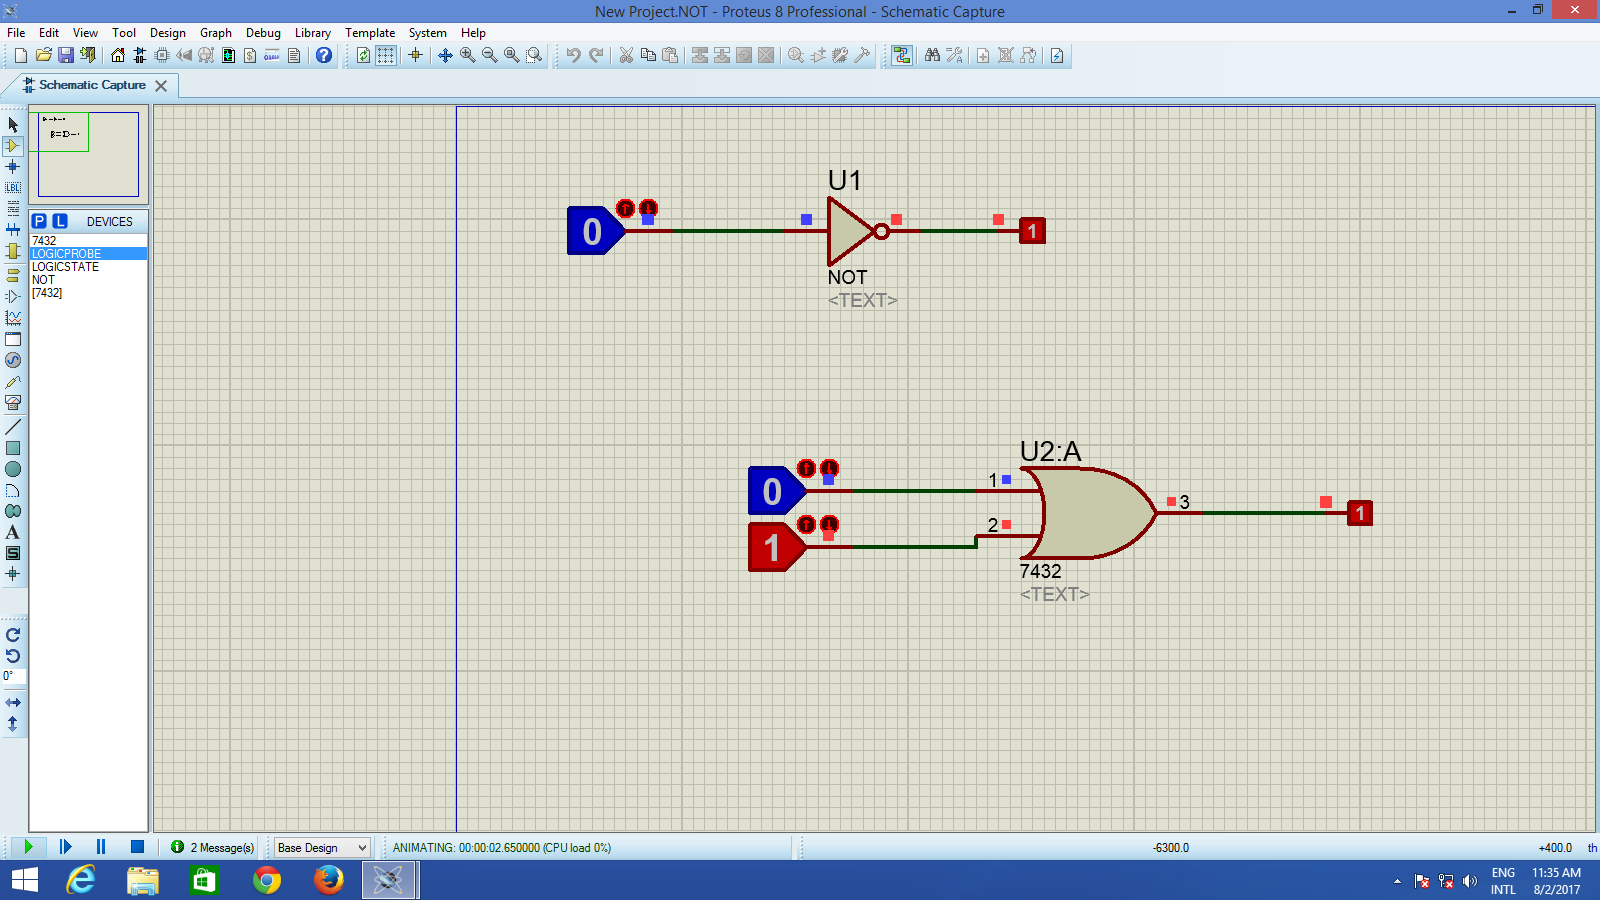 New Project.NOT - Proteus 8 Professional - Schematic Capture
File Edit View Tool Design Graph Debug Library Template System Help
Schematic Capture
P L DEVICES
7432
LOGICPROBE
LOGICSTATE
NOT
[7432]
LBL
A
S
0°
U1
0
1
NOT
<TEXT>
U2:A
0
1
1
2
3
1
7432
<TEXT>
2 Message(s)
Base Design
ANIMATING: 00:00:02.650000 (CPU load 0%)
-6300.0
+400.0
th
ENG
INTL
11:35 AM
8/2/2017